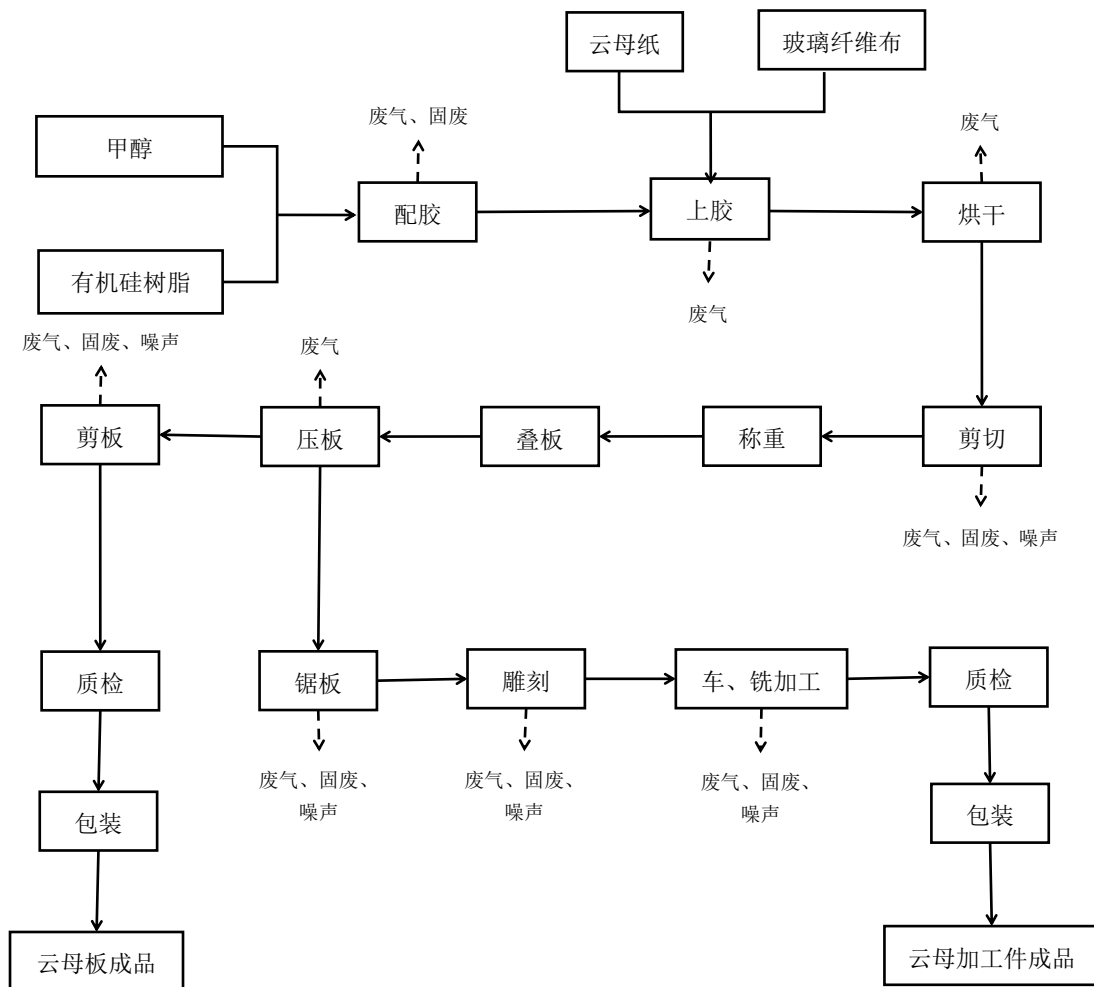 云母纸
玻璃纤维布
废气、固废
废气
甲醇
配胶
上胶
烘干
有机硅树脂
废气
废气、固废、噪声
废气
剪板
压板
叠板
称重
剪切
废气、固废、噪声
质检
锯板
雕刻
车、铣加工
质检
废气、固废、
噪声
废气、固废、
噪声
废气、固废、
噪声
包装
包装
云母板成品
云母加工件成品